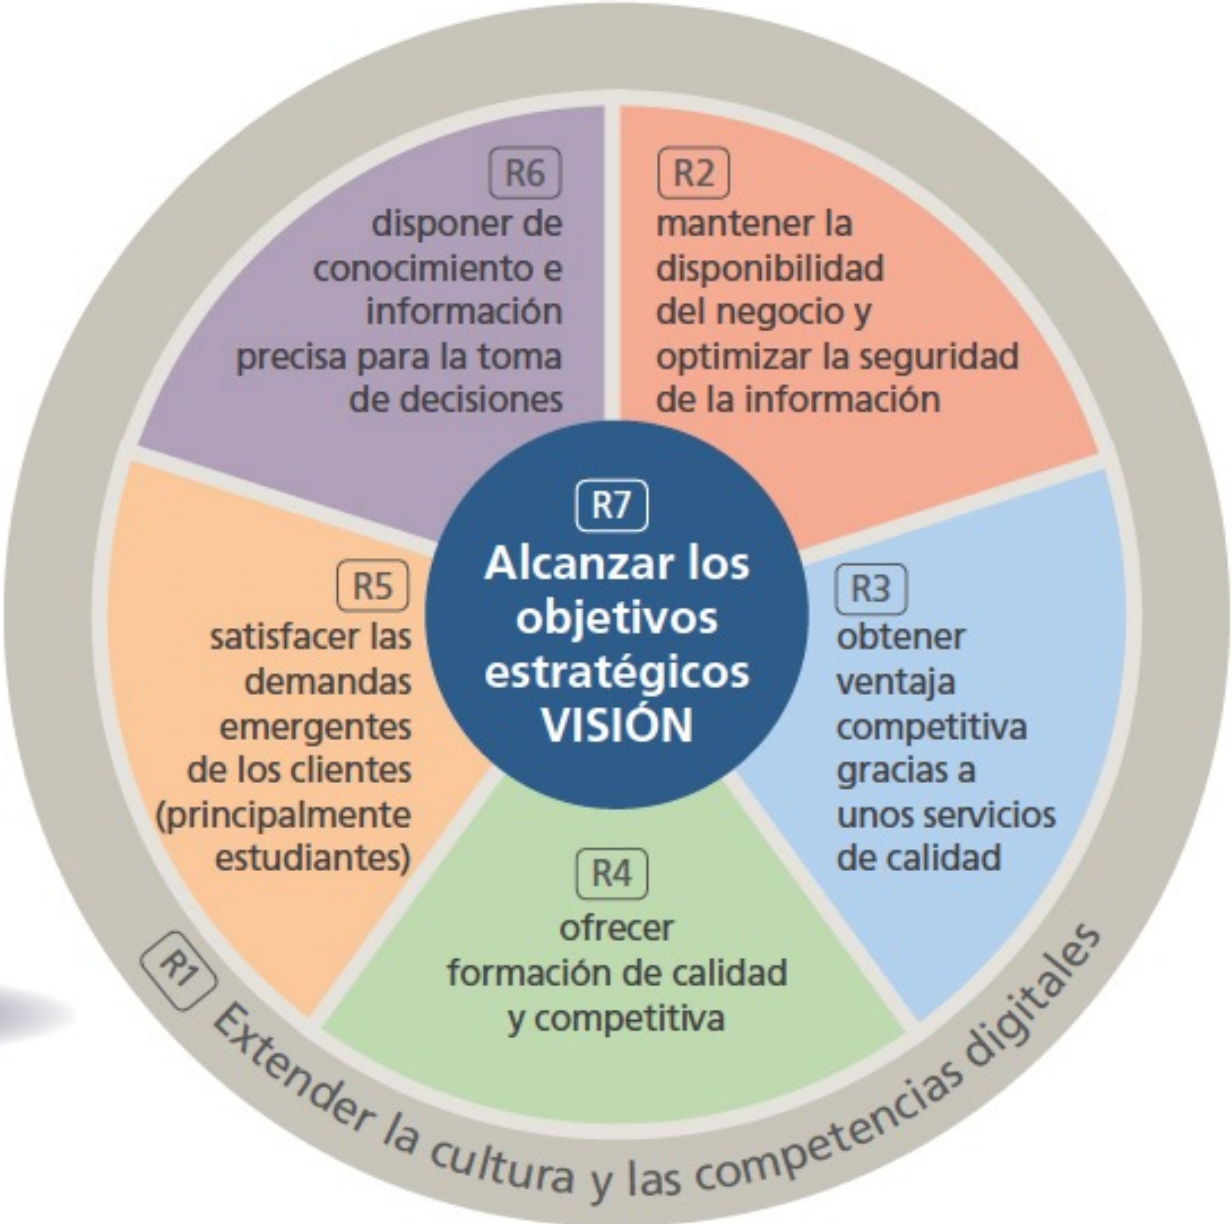 R6
disponer de
conocimiento e
información
precisa para la toma
de decisiones
R2
mantener la
disponibilidad
del negocio y
optimizar la seguridad
de la información
R7
Alcanzar los
objetivos
estratégicos
VISIÓN
R5
satisfacer las
demandas
emergentes
de los clientes
(principalmente
estudiantes)
R3
obtener
ventaja
competitiva
gracias a
unos servicios
de calidad
R4
ofrecer
formación de calidad
y competitiva
R1 Extender la cultura y las competencias digitales